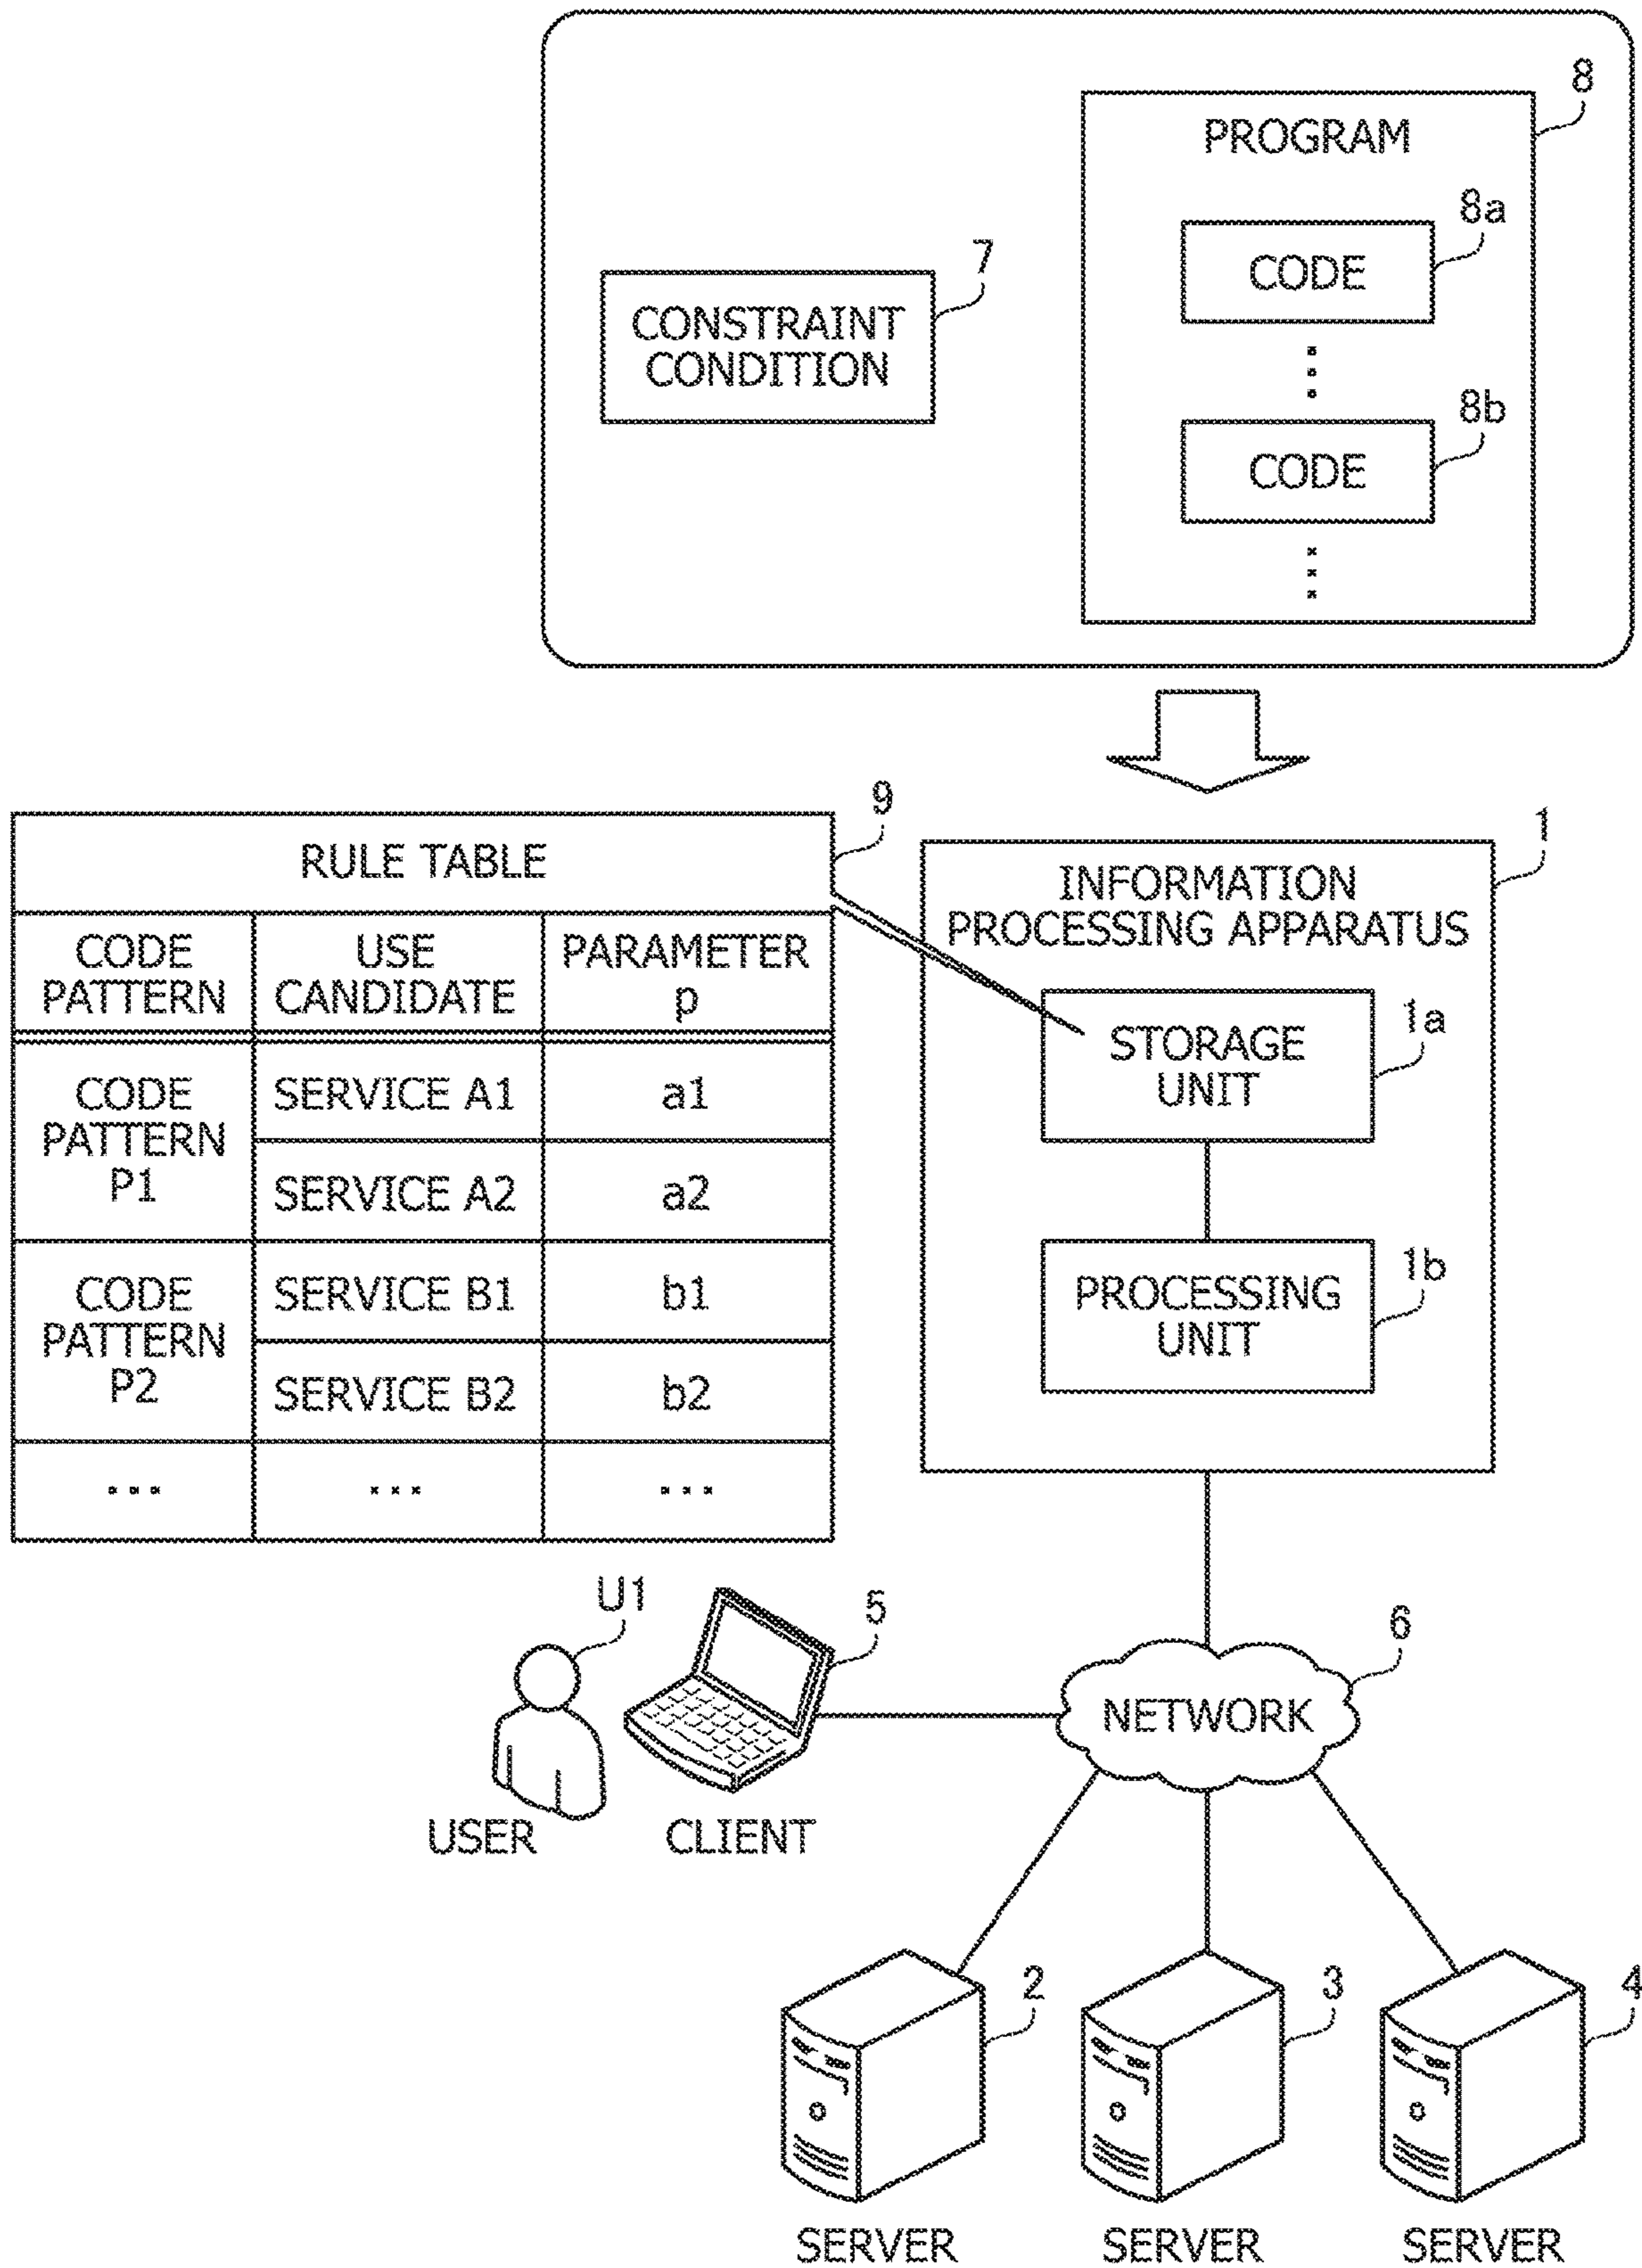 8
PROGRAM
8a
CODE
7
CONSTRAINT
CONDITION
8b
CODE
9
RULE TABLE
CODE
PATTERN
USE
CANDIDATE
PARAMETER
p
CODE
PATTERN
P1
SERVICE A1
a1
SERVICE A2
a2
CODE
PATTERN
P2
SERVICE B1
b1
SERVICE B2
b2
...
...
...
1
INFORMATION
PROCESSING APPARATUS
1a
STORAGE
UNIT
1b
PROCESSING
UNIT
U1
USER
5
CLIENT
6
NETWORK
2
SERVER
3
SERVER
4
SERVER